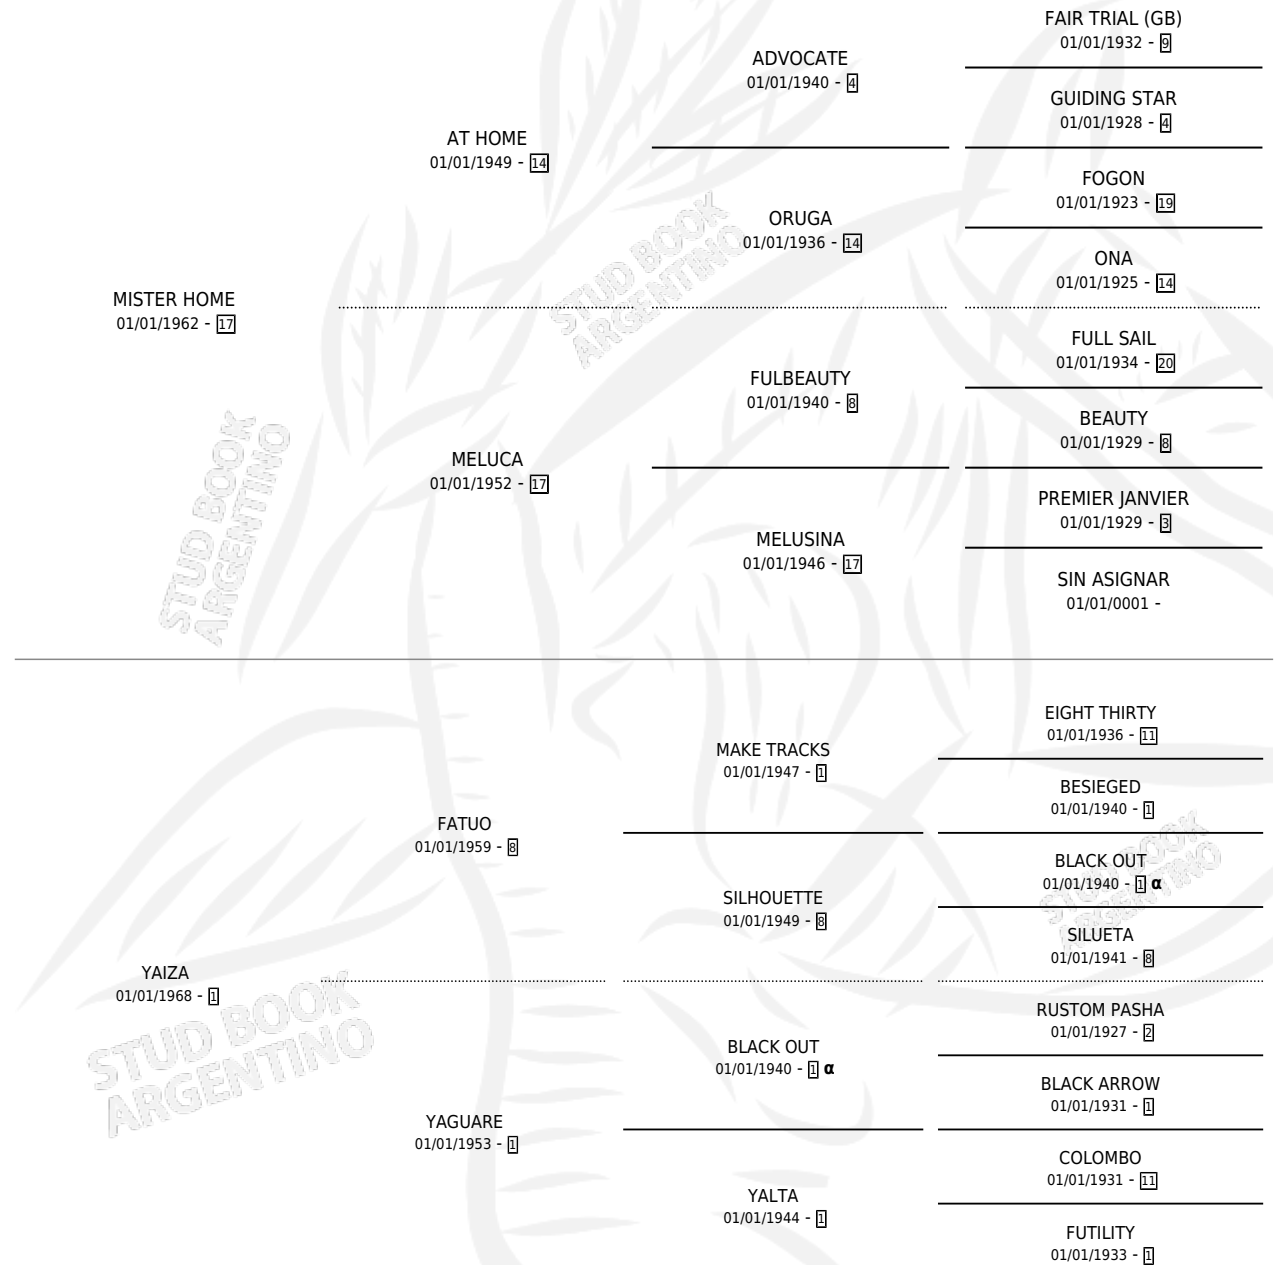 FAIR TRIAL (GB)
01/01/1932 - 9
ADVOCATE
01/01/1940 - 4
GUIDING STAR
01/01/1928 - 4
AT HOME
01/01/1949 - 14
FOGON
01/01/1923 - 19
ORUGA
01/01/1936 - 14
ONA
01/01/1925 - 14
MISTER HOME
01/01/1962 - 17
FULL SAIL
01/01/1934 - 20
FULBEAUTY
01/01/1940 - 8
BEAUTY
01/01/1929 - 8
MELUCA
01/01/1952 - 17
PREMIER JANVIER
01/01/1929 - 3
MELUSINA
01/01/1946 - 17
SIN ASIGNAR
01/01/0001 -
EIGHT THIRTY
01/01/1936 - 11
MAKE TRACKS
01/01/1947 - 1
BESIEGED
01/01/1940 - 1
FATUO
01/01/1959 - 8
BLACK OUT
01/01/1940 - 1 α
SILHOUETTE
01/01/1949 - 8
SILUETA
01/01/1941 - 8
YAIZA
01/01/1968 - 1
RUSTOM PASHA
01/01/1927 - 2
BLACK OUT
01/01/1940 - 1 α
BLACK ARROW
01/01/1931 - 1
YAGUARE
01/01/1953 - 1
COLOMBO
01/01/1931 - 11
YALTA
01/01/1944 - 1
FUTILITY
01/01/1933 - 1
STUD BOOK
ARGENTINO
STUD BOOK
ARGENTINO
STUD BOOK
ARGENTINO
STUD BOOK
ARGENTINO